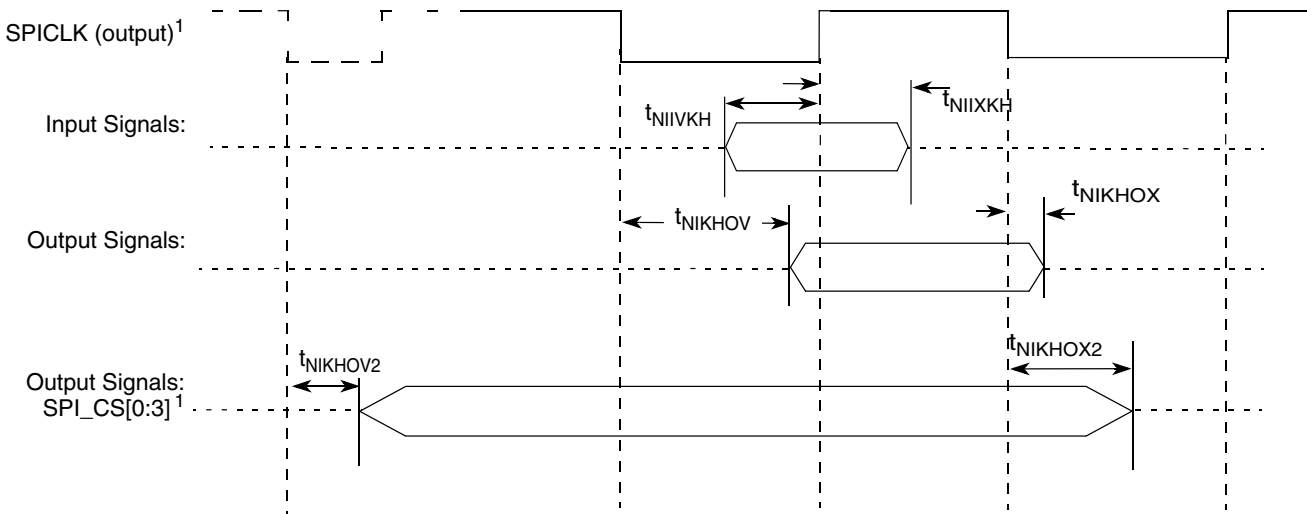 SPICLK (output)1
tNIIVKH
tNIIXKH
Input Signals:
tNIKHOX
tNIKHOV
Output Signals:
tNIKHOV2
tNIKHOX2
Output Signals:
SPI_CS[0:3] 1